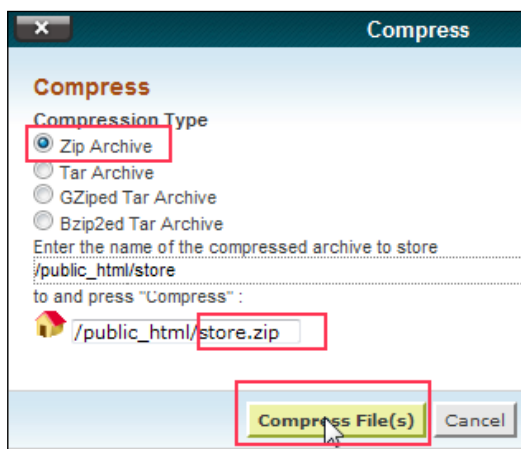 Compress
Compress
Compression Type
Zip Archive
Tar Archive
GZiped Tar Archive
Bzip2ed Tar Archive
Enter the name of the compressed archive to store
/public_html/store
to and press "Compress" :
/public_html/store.zip
Compress File(s) Cancel